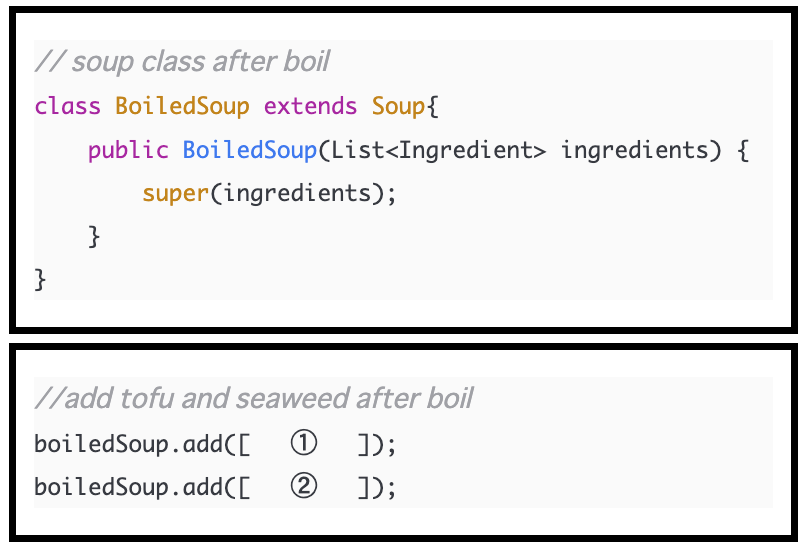 // soup class after boil
class BoiledSoup extends Soup{
    public BoiledSoup(List<Ingredient> ingredients) {
        super(ingredients);
    }
}
//add tofu and seaweed after boil
boiledSoup.add([   ①   ]);
boiledSoup.add([   ②   ]);